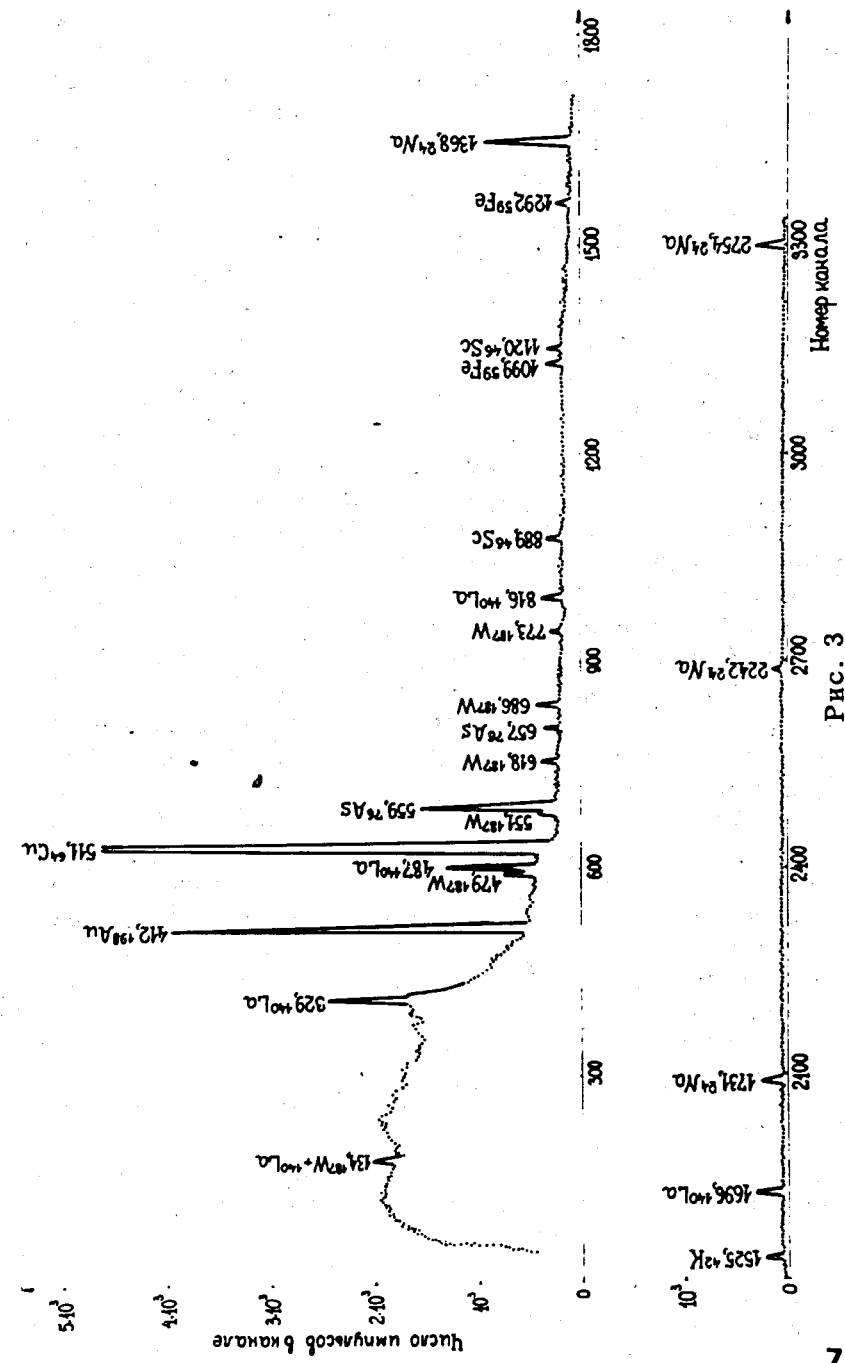 Число импульсов в канале
5·10³
4·10³
3·10³
2·10³
10³
0
134, ¹⁸⁷W+¹⁴⁰La
329, ¹⁴⁰La
412, ¹⁹⁸Au
479, ¹⁸⁷W
487, ¹⁴⁰La
511, ⁶⁴Cu
551, ¹⁸⁷W
559, ⁷⁶As
618, ¹⁸⁷W
657, ⁷⁶As
686, ¹⁸⁷W
773, ¹⁸⁷W
816, ¹⁴⁰La
889, ⁴⁶Sc
1099, ⁵⁹Fe
1120, ⁴⁶Sc
1292, ⁵⁹Fe
1368, ²⁴Na
300
600
900
1200
1500
1800
10³
0
1525, ⁴²K
1696, ¹⁴⁰La
1731, ²⁴Na
2242, ²⁴Na
2754, ²⁴Na
2100
2400
2700
3000
3300
Номер канала
Рис. 3
7